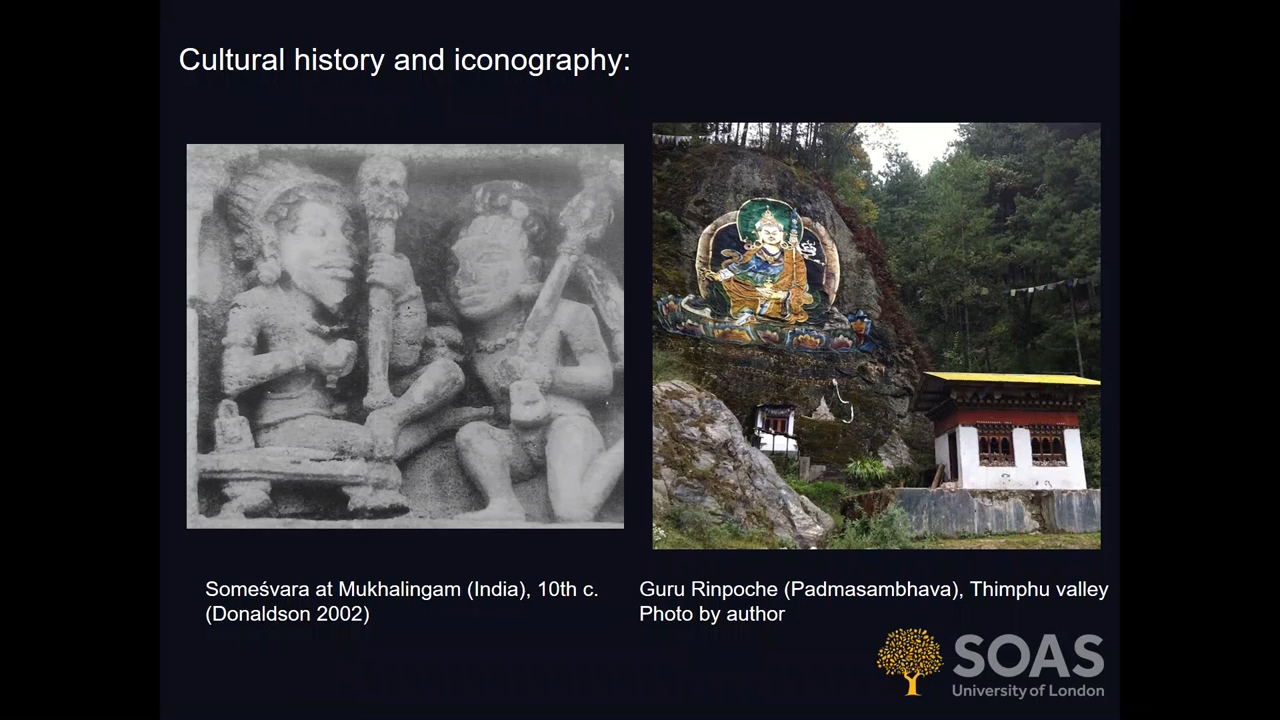 Cultural history and iconography:
Someśvara at Mukhalingam (India), 10th c.
(Donaldson 2002)
Guru Rinpoche (Padmasambhava), Thimphu valley
Photo by author
SOAS
University of London